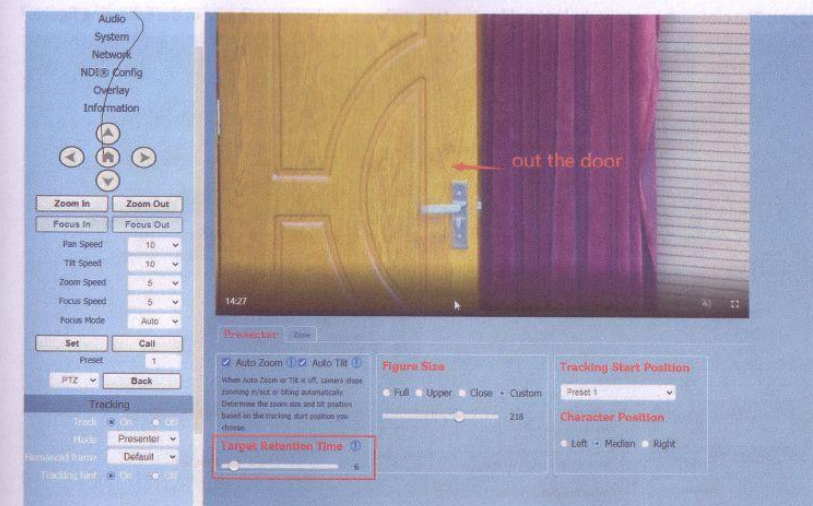 Audio
System
Network
NDI® Config
Overlay
Information
Zoom In Zoom Out
Focus In Focus Out
Pan Speed 10
Tilt Speed 10
Zoom Speed 5
Focus Speed 5
Focus Mode Auto
Set Call
Preset 1
PTZ Back
Tracking
Track On Off
Mode Presenter
Humanoid frame Default
Tracking hint On Off
out the door
14:27
Presenter Zone
Auto Zoom Auto Tilt
When Auto Zoom or Tilt is off, camera stops
zooming in/out or tilting automatically.
Determine the zoom size and tilt position
based on the tracking start position you
choose.
Target Retention Time
6
Figure Size
Full Upper Close Custom
218
Tracking Start Position
Preset 1
Character Position
Left Median Right